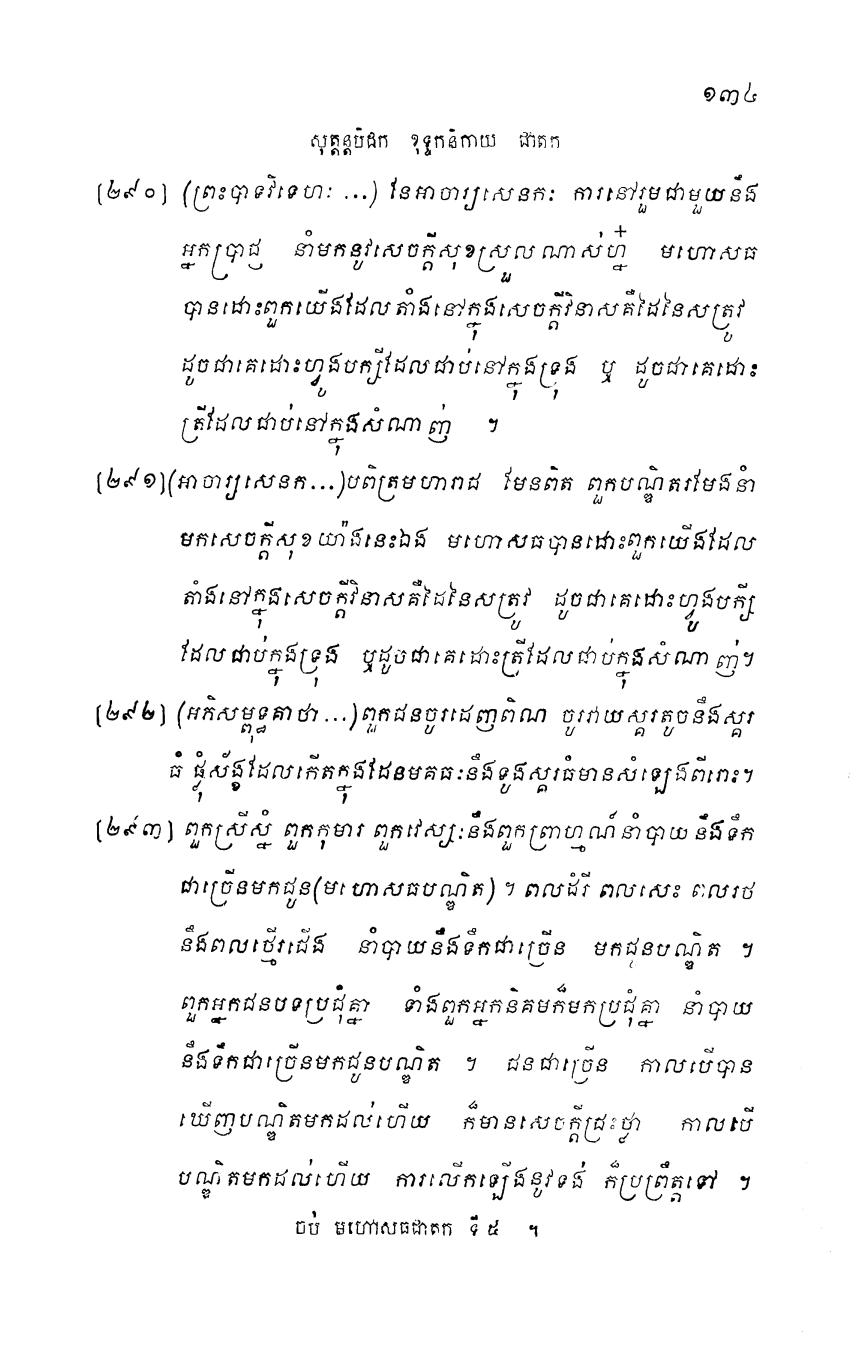 ១៣៤
សុត្តន្តបិដក ខុទ្ទកនិកាយ ជាតក
[២៩០] (ព្រះបាទវិទេហៈ ...) នែអាចារ្យសេនកៈ ការនៅរួមជាមួយនឹង
អ្នកប្រាជ្ញ នាំមកនូវសេចក្តីសុខស្រួលណាស់ហ្ន៎ មហោសធ
បានដោះពួកយើងដែលតាំងនៅក្នុងសេចក្តីវិនាសគឺដៃនៃសត្រូវ
ដូចជាគេដោះហ្វូងបក្សីដែលជាប់នៅក្នុងទ្រុង ឬ ដូចជាគេដោះ
ត្រីដែលជាប់នៅក្នុងសំណាញ់ ។
[២៩១](អាចារ្យសេនក...)បពិត្រមហារាជ មែនពិត ពួកបណ្ឌិតរមែងនាំ
មកសេចក្តីសុខយ៉ាងនេះឯង មហោសធបានដោះពួកយើងដែល
តាំងនៅក្នុងសេចក្តីវិនាសគឺដៃនៃសត្រូវ ដូចជាគេដោះហ្វូងបក្សី
ដែលជាប់ក្នុងទ្រុង ឬដូចជាគេដោះត្រីដែលជាប់ក្នុងសំណាញ់។
[២៩២] (អភិសម្ពុទ្ធគាថា ...)ពួកជនចូរដេញពិណ ចូរវាយស្គរតូចនឹងស្គរ
ធំ ផ្លុំស័ង្ខដែលកើតក្នុងដែនមគធៈនឹងទូងស្គរធំមានសំឡេងពីរោះ។
[២៩៣] ពួកស្រីស្នំ ពួកកុមារ ពួកវេស្សៈនឹងពួកព្រាហ្មណ៍នាំបាយ នឹងទឹក
ជាច្រើនមកជូន(មហោសធបណ្ឌិត) ។ ពលដំរី ពលសេះ ពលរថ
នឹងពលថ្មើរជើង នាំបាយនឹងទឹកជាច្រើន មកជូនបណ្ឌិត ។
ពួកអ្នកជនបទប្រជុំគ្នា ទាំងពួកអ្នកនិគមក៏មកប្រជុំគ្នា នាំបាយ
នឹងទឹកជាច្រើនមកជូនបណ្ឌិត ។ ជនជាច្រើន កាលបើបាន
ឃើញបណ្ឌិតមកដល់ហើយ ក៏មានសេចក្តីជ្រះថ្លា កាលបើ
បណ្ឌិតមកដល់ហើយ ការលើកឡើងនូវទង់ ក៏ប្រព្រឹត្តទៅ ។
ចប់ មហោសធជាតក ទី ៥ ។